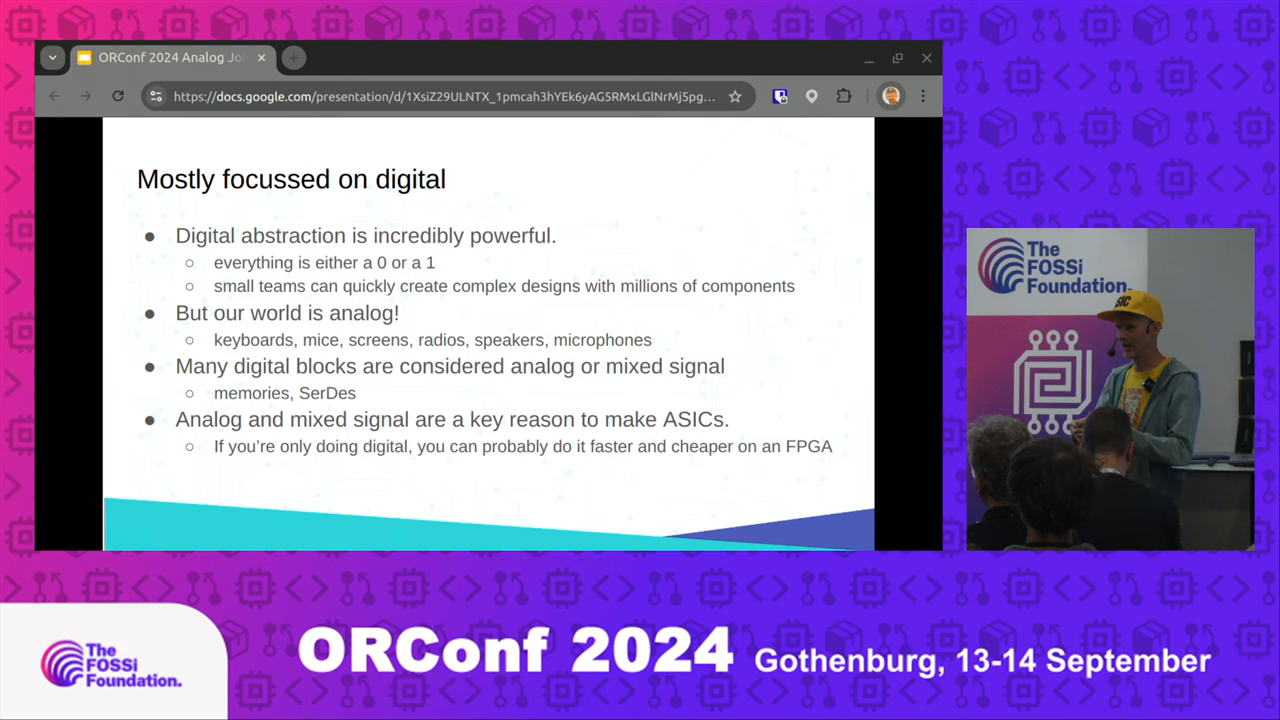 ORConf 2024 Analog Jo
https://docs.google.com/presentation/d/1XsiZ29ULNTX_1pmcah3hYEk6yAG5RMxLGlNrMj5pg...
Mostly focussed on digital
● Digital abstraction is incredibly powerful.
○ everything is either a 0 or a 1
○ small teams can quickly create complex designs with millions of components
● But our world is analog!
○ keyboards, mice, screens, radios, speakers, microphones
● Many digital blocks are considered analog or mixed signal
○ memories, SerDes
● Analog and mixed signal are a key reason to make ASICs.
○ If you're only doing digital, you can probably do it faster and cheaper on an FPGA
The
FOSSi
Foundation.
The
FOSSi
Foundation.
ORConf 2024 Gothenburg, 13-14 September